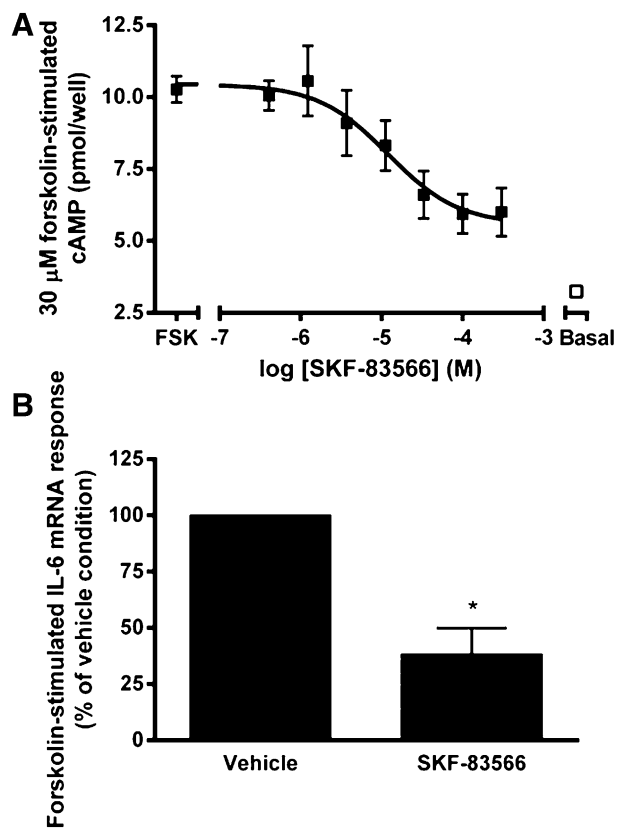 A
30 μM forskolin-stimulated
cAMP (pmol/well)
12.5
10.0
7.5
5.0
2.5
FSK -7 -6 -5 -4 -3 Basal
log [SKF-83566] (M)
B
Forskolin-stimulated IL-6 mRNA response
(% of vehicle condition)
125
100
75
50
25
0
*
Vehicle SKF-83566